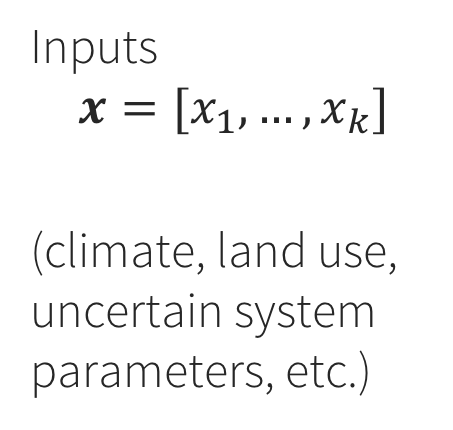 Inputs
𝒙 = [𝑥₁, … , 𝑥ₖ]
(climate, land use,
uncertain system
parameters, etc.)